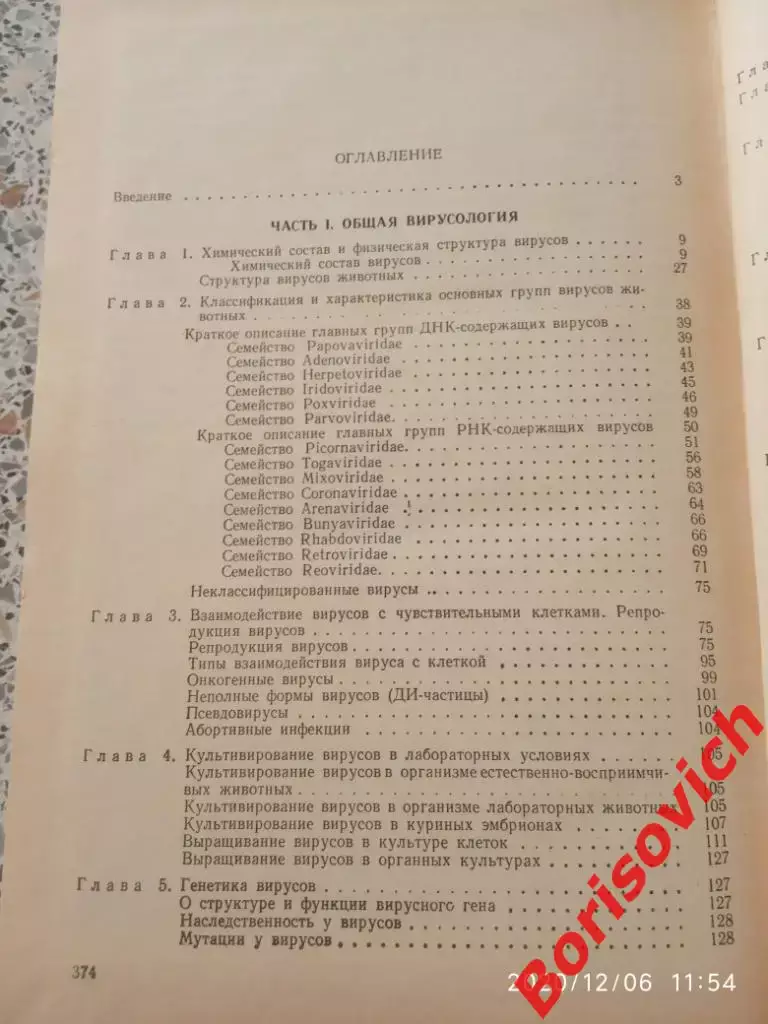 ОГЛАВЛЕНИЕ
Введение . . . . . . . . . . . . . . . . . . . . 3
ЧАСТЬ I. ОБЩАЯ ВИРУСОЛОГИЯ
Глава 1. Химический состав и физическая структура вирусов . . . . . . 9
Химический состав вирусов . . . . . . . . . . 9
Структура вирусов животных . . . . . . . . . . 27
Глава 2. Классификация и характеристика основных групп вирусов жи-
вотных . . . . . . . . . . . . . . . . . 38
Краткое описание главных групп ДНК-содержащих вирусов . . 39
Семейство Papovaviridae . . . . . . . . . . 39
Семейство Adenoviridae . . . . . . . . . . 41
Семейство Herpetoviridae . . . . . . . . . . 43
Семейство Iridoviridae . . . . . . . . . . 45
Семейство Poxviridae . . . . . . . . . . 46
Семейство Parvoviridae. . . . . . . . . . 49
Краткое описание главных групп РНК-содержащих вирусов 50
Семейство Picornaviridae. . . . . . . . . . 51
Семейство Togaviridae . . . . . . . . . . 56
Семейство Mixoviridae . . . . . . . . . . 58
Семейство Coronaviridae . . . . . . . . . . 63
Семейство Arenaviridae . . . . . . . . . . 64
Семейство Bunyaviridae . . . . . . . . . . 66
Семейство Rhabdoviridae . . . . . . . . . . 66
Семейство Retroviridae . . . . . . . . . . 69
Семейство Reoviridae. . . . . . . . . . 71
Неклассифицированные вирусы . . . . . . . . . . 75
Глава 3. Взаимодействие вирусов с чувствительными клетками. Репро-
дукция вирусов . . . . . . . . . . . . . . 75
Репродукция вирусов . . . . . . . . . . . . 75
Типы взаимодействия вируса с клеткой . . . . . . . . 95
Онкогенные вирусы . . . . . . . . . . . . 99
Неполные формы вирусов (ДИ-частицы) . . . . . . . . 101
Псевдовирусы . . . . . . . . . . . . . . 104
Абортивные инфекции . . . . . . . . . . . . 104
Глава 4. Культивирование вирусов в лабораторных условиях . . . . . 105
Культивирование вирусов в организме естественно-восприимчи-
вых животных . . . . . . . . . . . . . . 105
Культивирование вирусов в организме лабораторных животных 105
Культивирование вирусов в куриных эмбрионах . . . . . . 107
Выращивание вирусов в культуре клеток . . . . . . . 111
Выращивание вирусов в органных культурах . . . . . . 127
Глава 5. Генетика вирусов . . . . . . . . . . . . . 127
О структуре и функции вирусного гена . . . . . . . . 127
Наследственность у вирусов . . . . . . . . . . 128
Мутации у вирусов . . . . . . . . . . . . . 128
374
2020/12/06 11:54
Borisovich
Гла
Гла
Гл